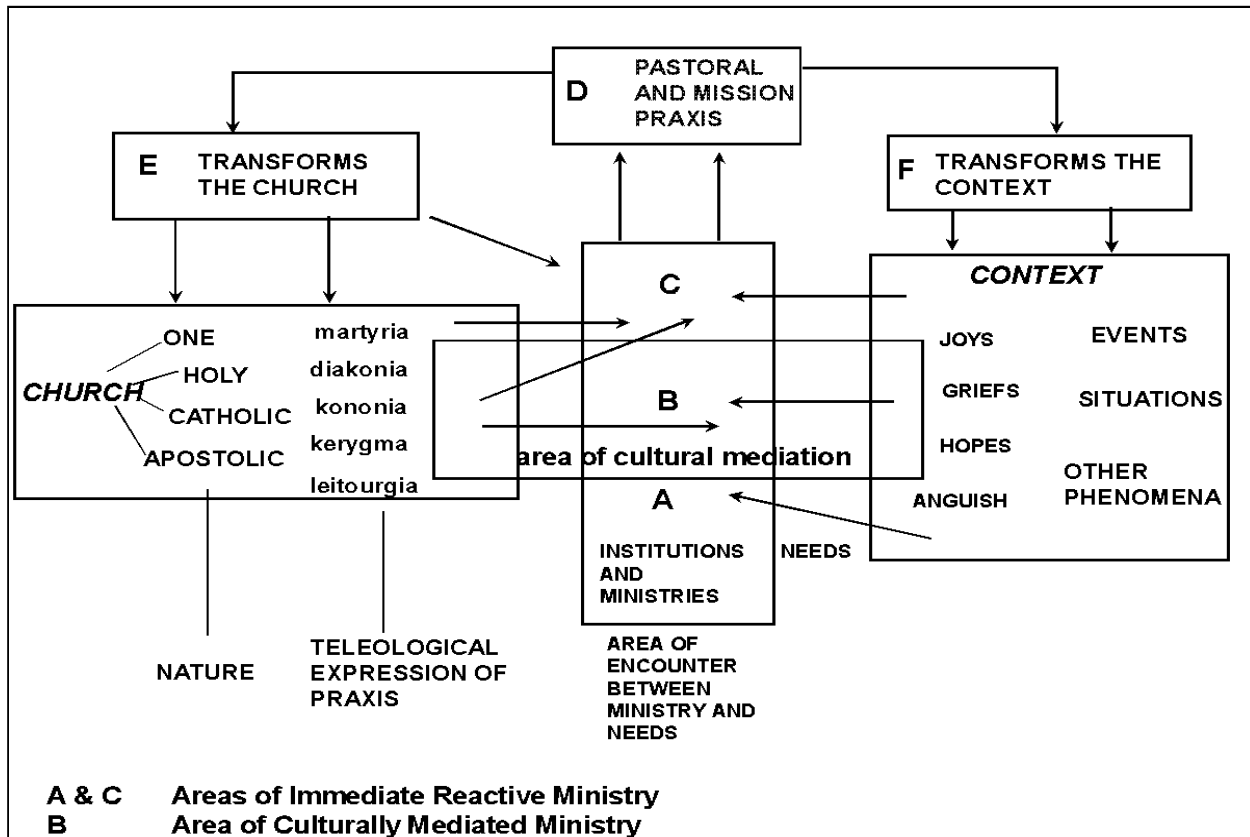 D
PASTORAL
AND MISSION
PRAXIS
E
TRANSFORMS
THE CHURCH
F
TRANSFORMS THE
CONTEXT
CHURCH
ONE
HOLY
CATHOLIC
APOSTOLIC
martyria
diakonia
kononia
kerygma
leitourgia
C
B
area of cultural mediation
A
INSTITUTIONS
AND
MINISTRIES
NEEDS
CONTEXT
JOYS
GRIEFS
HOPES
ANGUISH
EVENTS
SITUATIONS
OTHER
PHENOMENA
NATURE
TELEOLOGICAL
EXPRESSION OF
PRAXIS
AREA OF
ENCOUNTER
BETWEEN
MINISTRY AND
NEEDS
A & C Areas of Immediate Reactive Ministry
B Area of Culturally Mediated Ministry